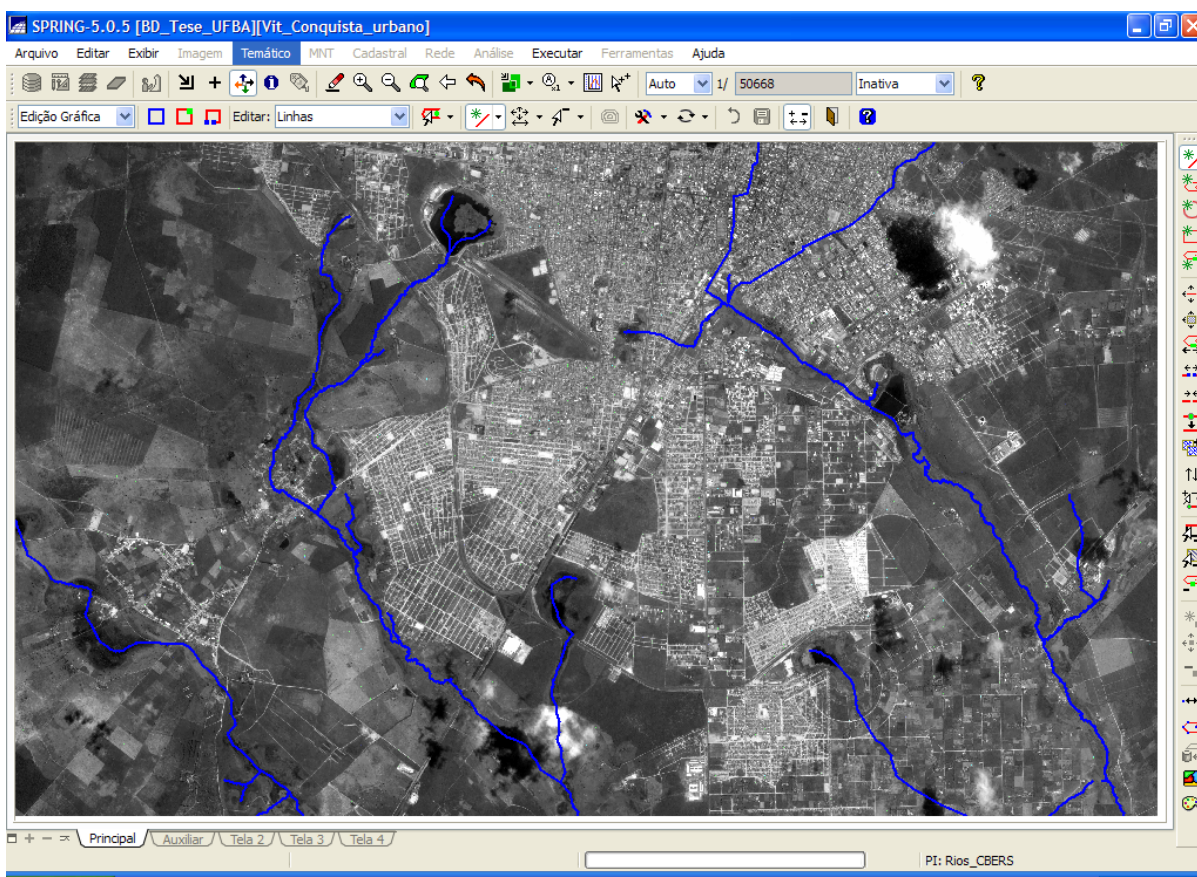 SPRING-5.0.5 [BD_Tese_UFBA][Vit_Conquista_urbano]
Arquivo Editar Exibir Imagem Temático MNT Cadastral Rede Análise Executar Ferramentas Ajuda
Auto 1/ 50668 Inativa
Edição Gráfica Editar: Linhas
Principal Auxiliar Tela 2 Tela 3 Tela 4
PI: Rios_CBERS